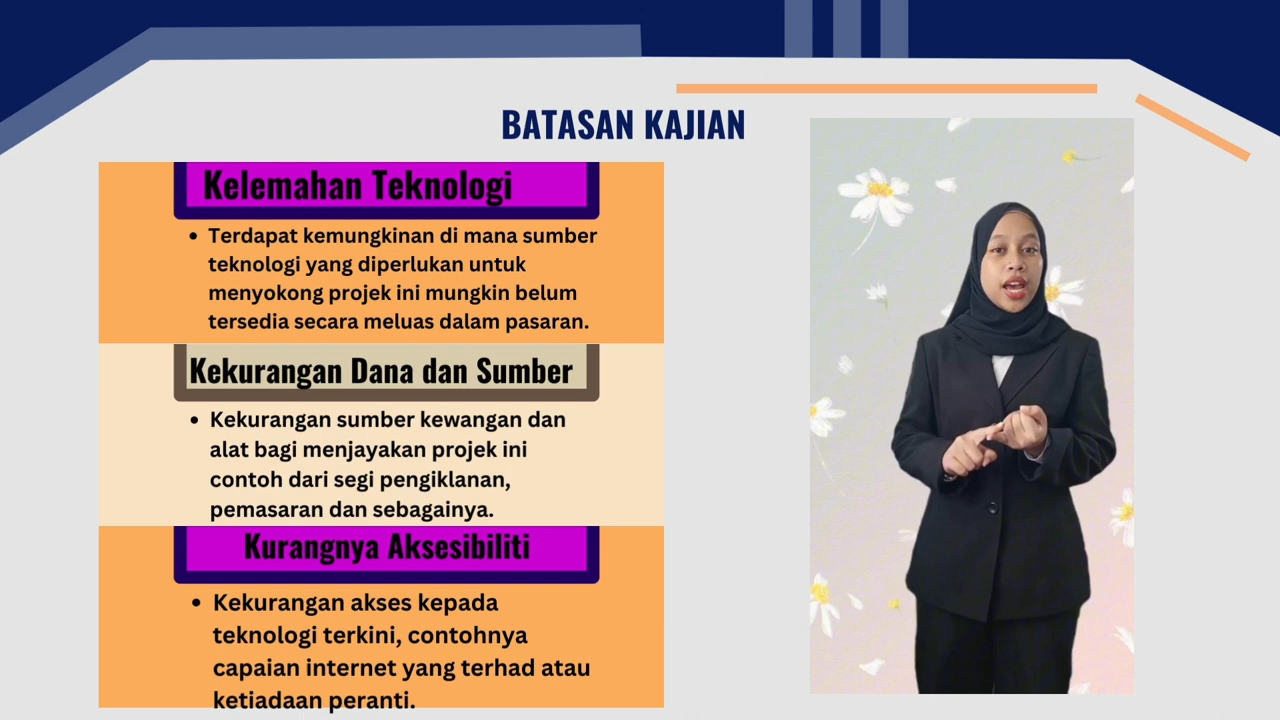 BATASAN KAJIAN
Kelemahan Teknologi
• Terdapat kemungkinan di mana sumber
teknologi yang diperlukan untuk
menyokong projek ini mungkin belum
tersedia secara meluas dalam pasaran.
Kekurangan Dana dan Sumber
• Kekurangan sumber kewangan dan
alat bagi menjayakan projek ini
contoh dari segi pengiklanan,
pemasaran dan sebagainya.
Kurangnya Aksesibiliti
• Kekurangan akses kepada
teknologi terkini, contohnya
capaian internet yang terhad atau
ketiadaan peranti.